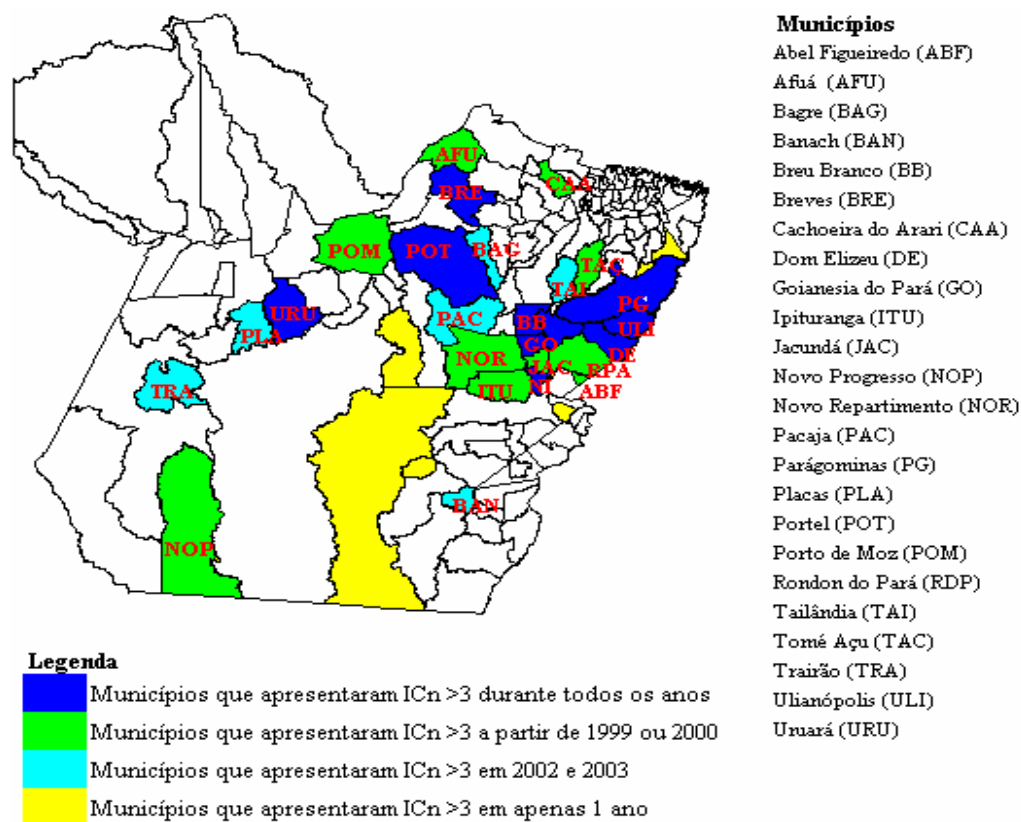 Municípios
Abel Figueiredo (ABF)
Afuá (AFU)
Bagre (BAG)
Banach (BAN)
Breu Branco (BB)
Breves (BRE)
Cachoeira do Arari (CAA)
Dom Elizeu (DE)
Goianesia do Pará (GO)
Ipituranga (ITU)
Jacundá (JAC)
Novo Progresso (NOP)
Novo Repartimento (NOR)
Pacaja (PAC)
Parágominas (PG)
Placas (PLA)
Portel (POT)
Porto de Moz (POM)
Rondon do Pará (RDP)
Tailândia (TAI)
Tomé Açu (TAC)
Trairão (TRA)
Ulianópolis (ULI)
Uruará (URU)
AFU
BRE
CAA
POM
POT
BAG
TAC
TAI
URU
PG
PLA
PAC
BB
ULI
GO
DE
NOR
JAC
RPA
TRA
ITU
NI
ABF
BAN
NOP
Legenda
Municípios que apresentaram ICn >3 durante todos os anos
Municípios que apresentaram ICn >3 a partir de 1999 ou 2000
Municípios que apresentaram ICn >3 em 2002 e 2003
Municípios que apresentaram ICn >3 em apenas 1 ano